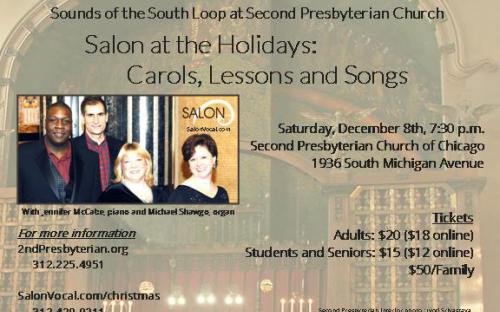 Sounds of the South Loop at Second Presbyterian Church
Salon at the Holidays:
Carols, Lessons and Songs
SALON
SalonVocal.com
Saturday, December 8th, 7:30 p.m.
Second Presbyterian Church of Chicago
1936 South Michigan Avenue
With Jennifer McCabe, piano and Michael Shawgo, organ
For more information
2ndPresbyterian.org
312.225.4951
Tickets
Adults: $20 ($18 online)
Students and Seniors: $15 ($12 online)
$50/Family
SalonVocal.com/christmas
Second Presbyterian